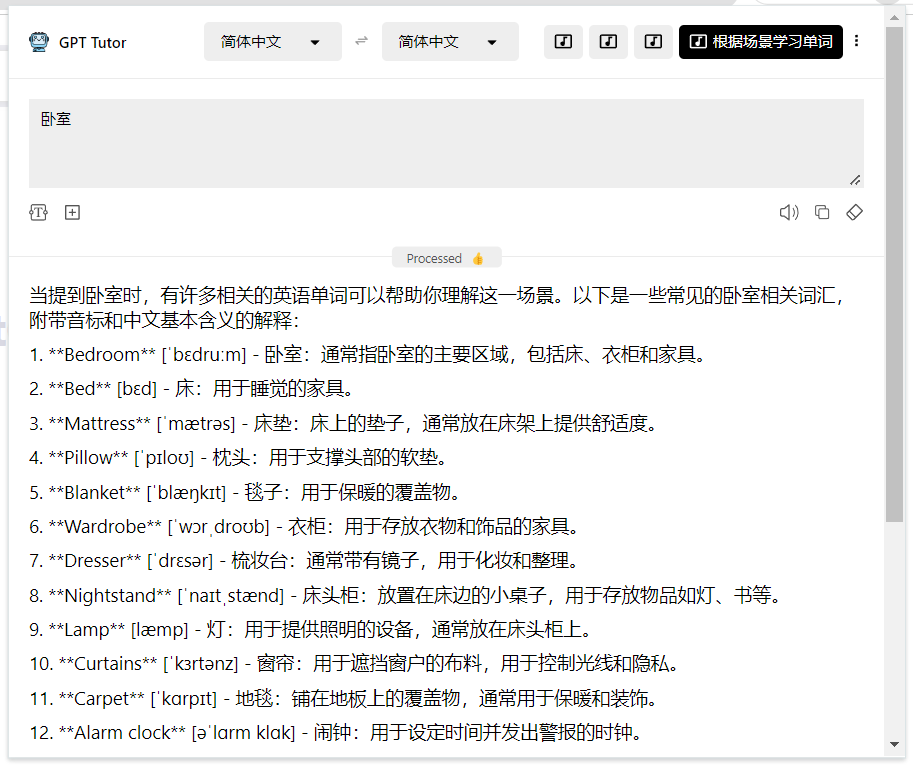 GPT Tutor
简体中文
简体中文
根据场景学习单词
卧室
Processed 👍
当提到卧室时，有许多相关的英语单词可以帮助你理解这一场景。以下是一些常见的卧室相关词汇，
附带音标和中文基本含义的解释：
1. **Bedroom** [ˈbɛdruːm] - 卧室：通常指卧室的主要区域，包括床、衣柜和家具。
2. **Bed** [bɛd] - 床：用于睡觉的家具。
3. **Mattress** [ˈmætrəs] - 床垫：床上的垫子，通常放在床架上提供舒适度。
4. **Pillow** [ˈpɪloʊ] - 枕头：用于支撑头部的软垫。
5. **Blanket** [ˈblæŋkɪt] - 毯子：用于保暖的覆盖物。
6. **Wardrobe** [ˈwɔrˌdroʊb] - 衣柜：用于存放衣物和饰品的家具。
7. **Dresser** [ˈdrɛsər] - 梳妆台：通常带有镜子，用于化妆和整理。
8. **Nightstand** [ˈnaɪtˌstænd] - 床头柜：放置在床边的小桌子，用于存放物品如灯、书等。
9. **Lamp** [læmp] - 灯：用于提供照明的设备，通常放在床头柜上。
10. **Curtains** [ˈkɜrtənz] - 窗帘：用于遮挡窗户的布料，用于控制光线和隐私。
11. **Carpet** [ˈkɑrpɪt] - 地毯：铺在地板上的覆盖物，通常用于保暖和装饰。
12. **Alarm clock** [əˈlɑrm klɑk] - 闹钟：用于设定时间并发出警报的时钟。